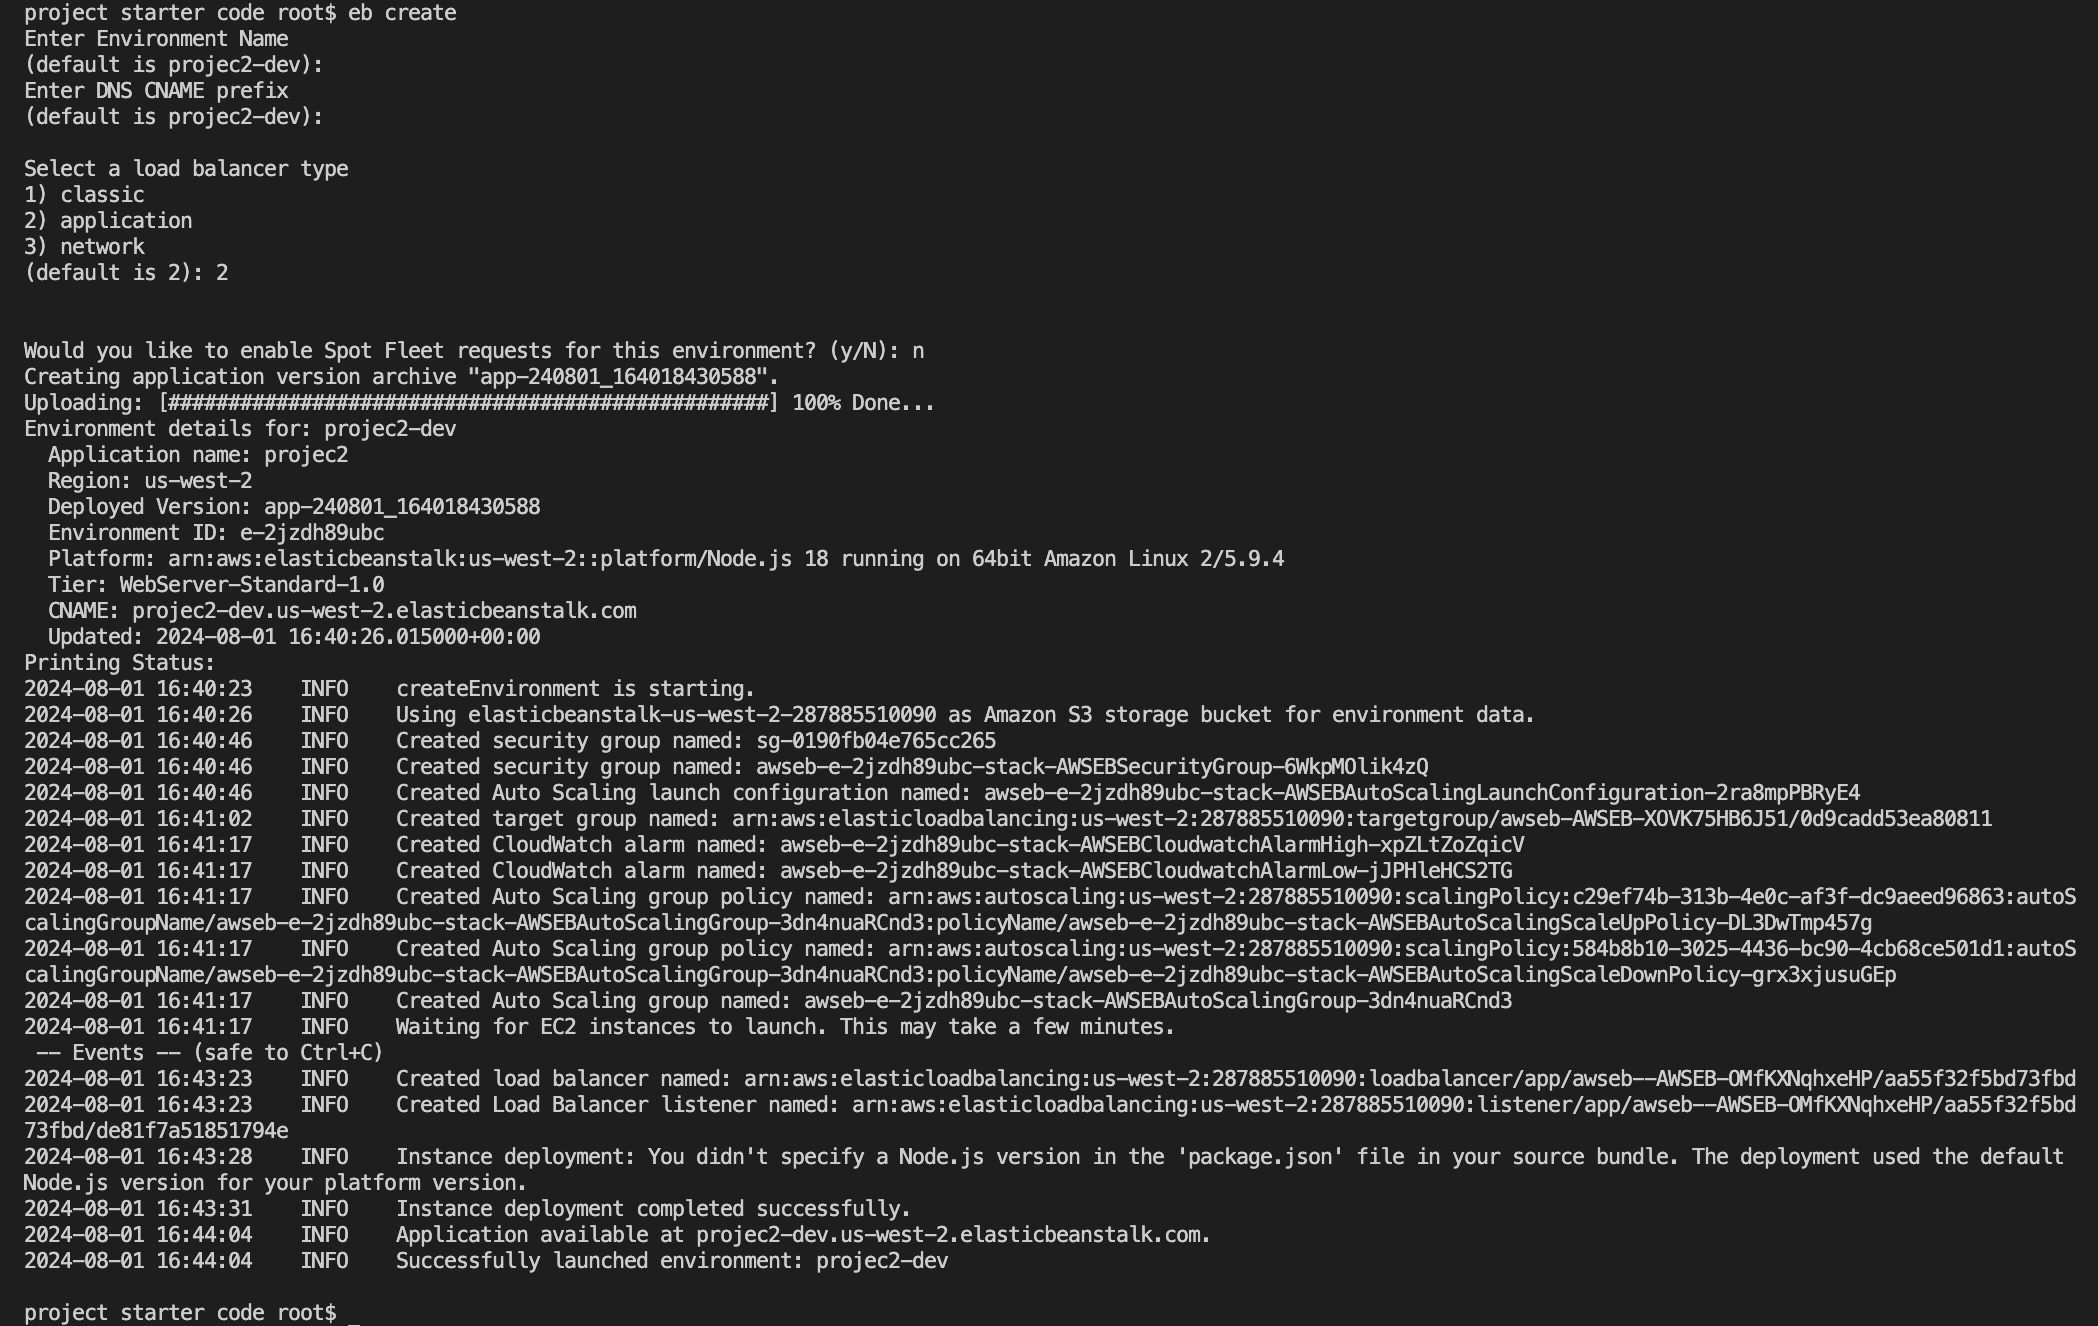 project starter code root$ eb create
Enter Environment Name
(default is projec2-dev):
Enter DNS CNAME prefix
(default is projec2-dev):
Select a load balancer type
1) classic
2) application
3) network
(default is 2): 2
Would you like to enable Spot Fleet requests for this environment? (y/N): n
Creating application version archive "app-240801_164018430588".
Uploading: [##################################################] 100% Done...
Environment details for: projec2-dev
  Application name: projec2
  Region: us-west-2
  Deployed Version: app-240801_164018430588
  Environment ID: e-2jzdh89ubc
  Platform: arn:aws:elasticbeanstalk:us-west-2::platform/Node.js 18 running on 64bit Amazon Linux 2/5.9.4
  Tier: WebServer-Standard-1.0
  CNAME: projec2-dev.us-west-2.elasticbeanstalk.com
  Updated: 2024-08-01 16:40:26.015000+00:00
Printing Status:
2024-08-01 16:40:23    INFO    createEnvironment is starting.
2024-08-01 16:40:26    INFO    Using elasticbeanstalk-us-west-2-287885510090 as Amazon S3 storage bucket for environment data.
2024-08-01 16:40:46    INFO    Created security group named: sg-0190fb04e765cc265
2024-08-01 16:40:46    INFO    Created security group named: awseb-e-2jzdh89ubc-stack-AWSEBSecurityGroup-6WkpMOlik4zQ
2024-08-01 16:40:46    INFO    Created Auto Scaling launch configuration named: awseb-e-2jzdh89ubc-stack-AWSEBAutoScalingLaunchConfiguration-2ra8mpPBRyE4
2024-08-01 16:41:02    INFO    Created target group named: arn:aws:elasticloadbalancing:us-west-2:287885510090:targetgroup/awseb-AWSEB-XOVK75HB6J51/0d9cadd53ea80811
2024-08-01 16:41:17    INFO    Created CloudWatch alarm named: awseb-e-2jzdh89ubc-stack-AWSEBCloudwatchAlarmHigh-xpZLtZoZqicV
2024-08-01 16:41:17    INFO    Created CloudWatch alarm named: awseb-e-2jzdh89ubc-stack-AWSEBCloudwatchAlarmLow-jJPHleHCS2TG
2024-08-01 16:41:17    INFO    Created Auto Scaling group policy named: arn:aws:autoscaling:us-west-2:287885510090:scalingPolicy:c29ef74b-313b-4e0c-af3f-dc9aeed96863:autoS
calingGroupName/awseb-e-2jzdh89ubc-stack-AWSEBAutoScalingGroup-3dn4nuaRCnd3:policyName/awseb-e-2jzdh89ubc-stack-AWSEBAutoScalingScaleUpPolicy-DL3DwTmp457g
2024-08-01 16:41:17    INFO    Created Auto Scaling group policy named: arn:aws:autoscaling:us-west-2:287885510090:scalingPolicy:584b8b10-3025-4436-bc90-4cb68ce501d1:autoS
calingGroupName/awseb-e-2jzdh89ubc-stack-AWSEBAutoScalingGroup-3dn4nuaRCnd3:policyName/awseb-e-2jzdh89ubc-stack-AWSEBAutoScalingScaleDownPolicy-grx3xjusuGEp
2024-08-01 16:41:17    INFO    Created Auto Scaling group named: awseb-e-2jzdh89ubc-stack-AWSEBAutoScalingGroup-3dn4nuaRCnd3
2024-08-01 16:41:17    INFO    Waiting for EC2 instances to launch. This may take a few minutes.
 -- Events -- (safe to Ctrl+C)
2024-08-01 16:43:23    INFO    Created load balancer named: arn:aws:elasticloadbalancing:us-west-2:287885510090:loadbalancer/app/awseb--AWSEB-OMfKXNqhxeHP/aa55f32f5bd73fbd
2024-08-01 16:43:23    INFO    Created Load Balancer listener named: arn:aws:elasticloadbalancing:us-west-2:287885510090:listener/app/awseb--AWSEB-OMfKXNqhxeHP/aa55f32f5bd
73fbd/de81f7a51851794e
2024-08-01 16:43:28    INFO    Instance deployment: You didn't specify a Node.js version in the 'package.json' file in your source bundle. The deployment used the default
Node.js version for your platform version.
2024-08-01 16:43:31    INFO    Instance deployment completed successfully.
2024-08-01 16:44:04    INFO    Application available at projec2-dev.us-west-2.elasticbeanstalk.com.
2024-08-01 16:44:04    INFO    Successfully launched environment: projec2-dev
project starter code root$